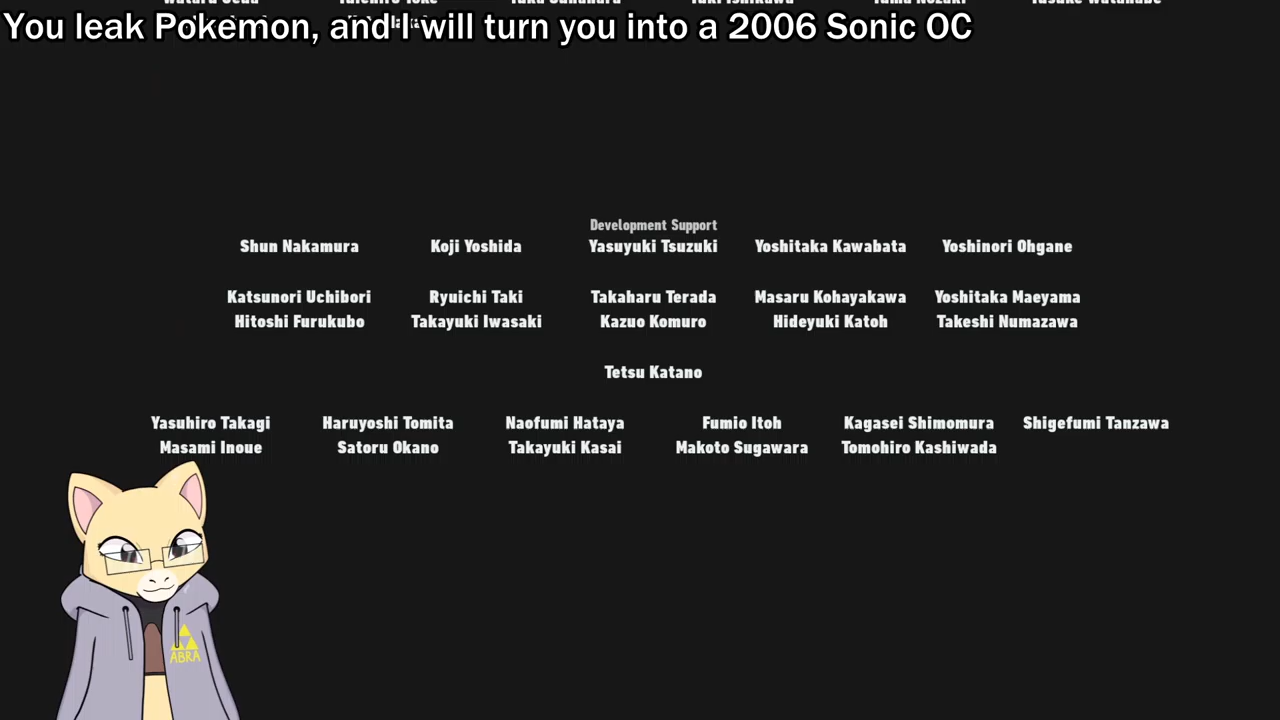 You leak Pokemon, and I will turn you into a 2006 Sonic OC
Development Support
Shun Nakamura Koji Yoshida Yasuyuki Tsuzuki Yoshitaka Kawabata Yoshinori Ohgane
Katsunori Uchibori Ryuichi Taki Takaharu Terada Masaru Kohayakawa Yoshitaka Maeyama
Hitoshi Furukubo Takayuki Iwasaki Kazuo Komuro Hideyuki Katoh Takeshi Numazawa
Tetsu Katano
Yasuhiro Takagi Haruyoshi Tomita Naofumi Hataya Fumio Itoh Kagasei Shimomura Shigefumi Tanzawa
Masami Inoue Satoru Okano Takayuki Kasai Makoto Sugawara Tomohiro Kashiwada
ABRA